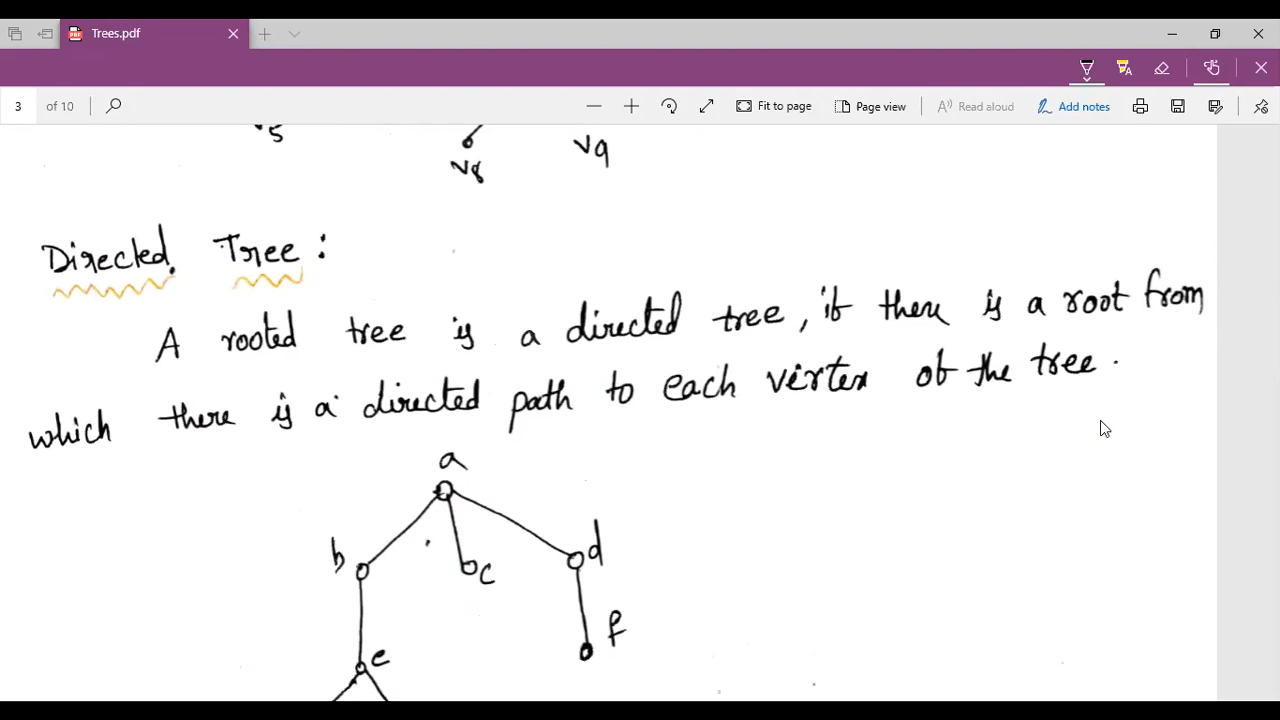 Trees.pdf
3 of 10
Fit to page
Page view
Read aloud
Add notes
v5
v8
v9
Directed Tree:
A rooted tree is a directed tree, if there is a root from
which there is a directed path to each vertex of the tree.
a
b
c
d
e
f